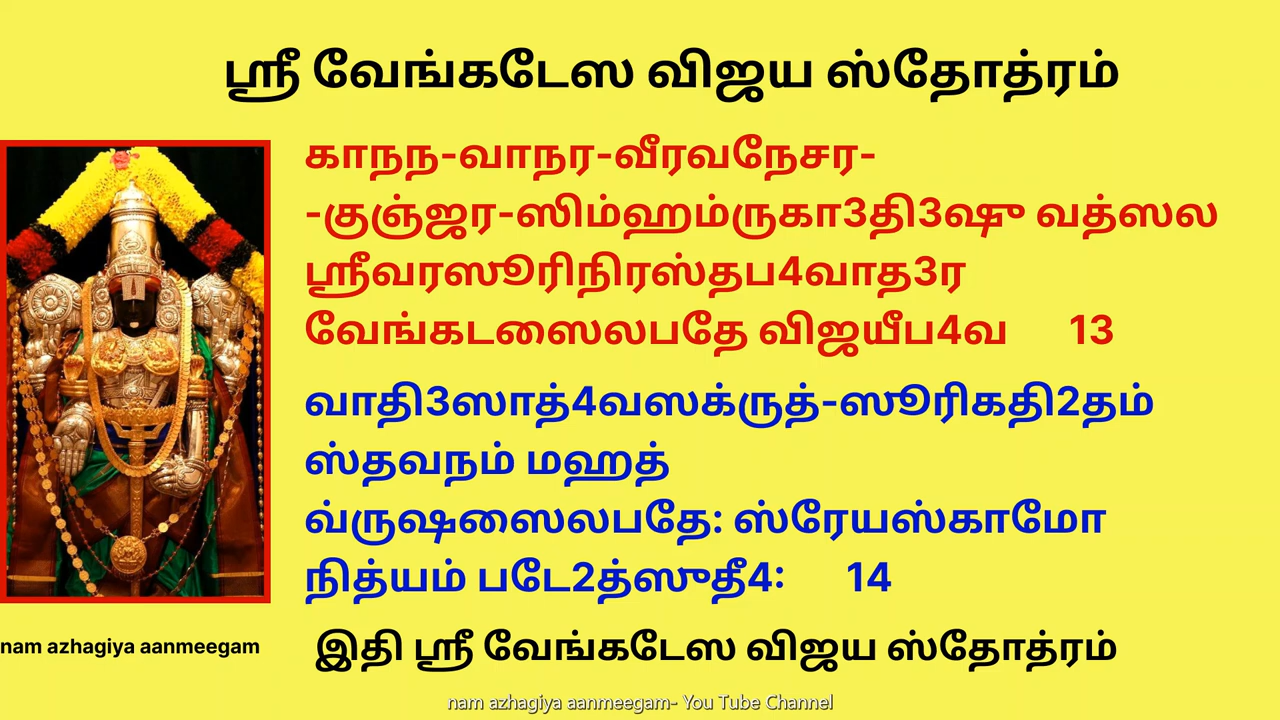 ஸ்ரீ வேங்கடேஸ விஜய ஸ்தோத்ரம்
காநந-வாநர-வீரவநேசர-
-குஞ்ஜர-ஸிம்ஹம்ருகா3தி3ஷு வத்ஸல
ஸ்ரீவரஸூரிநிரஸ்தப4வாத3ர
வேங்கடஸைலபதே விஜயீப4வ 13
வாதி3ஸாத்4வஸக்ருத்-ஸூரிகதி2தம்
ஸ்தவநம் மஹத்
வ்ருஷஸைலபதே: ஸ்ரேயஸ்காமோ
நித்யம் படே2த்ஸுதீ4: 14
இதி ஸ்ரீ வேங்கடேஸ விஜய ஸ்தோத்ரம்
nam azhagiya aanmeegam
nam azhagiya aanmeegam- You Tube Channel